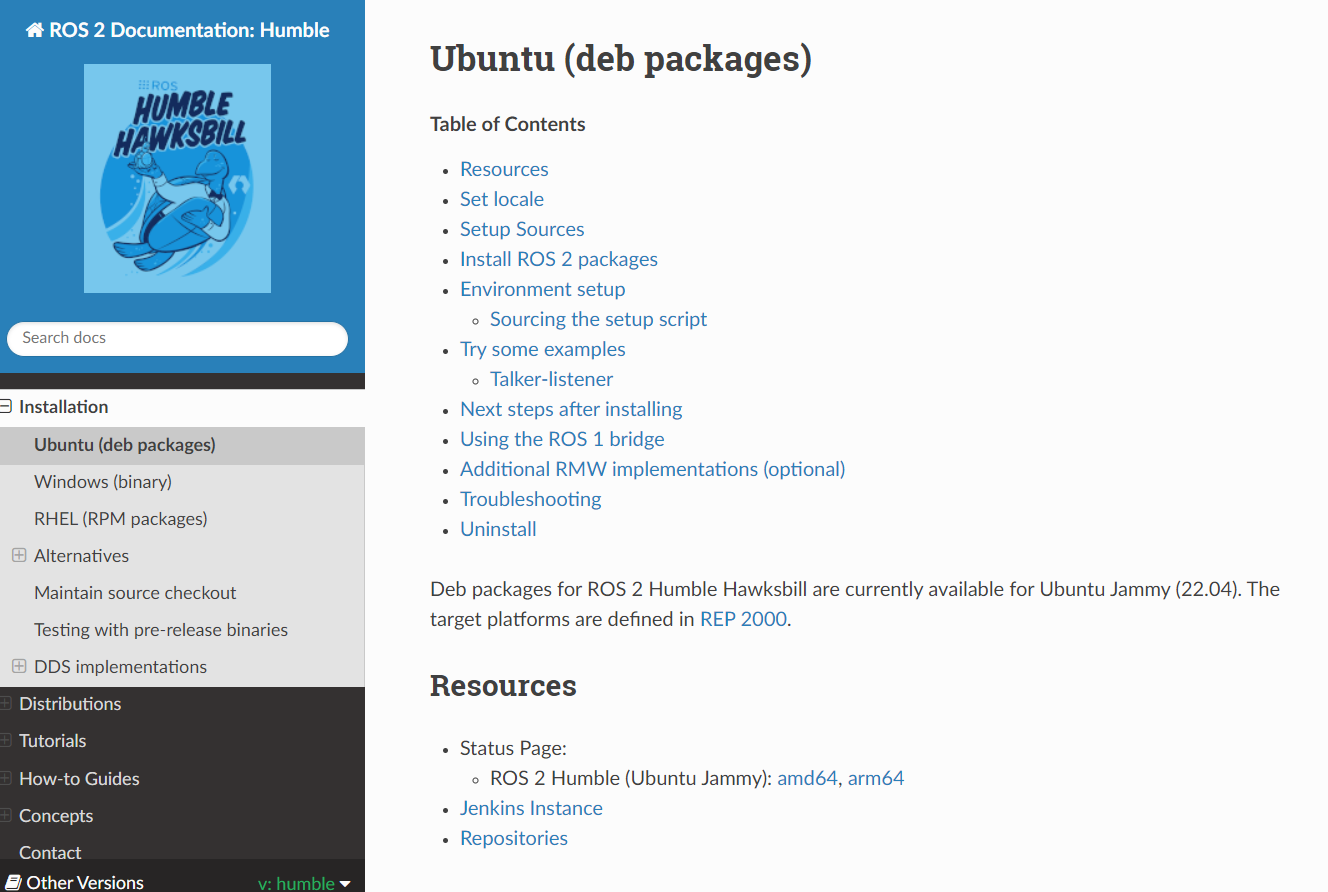 ROS 2 Documentation: Humble
ROS
HUMBLE
HAWKSBILL
Search docs
Installation
Ubuntu (deb packages)
Windows (binary)
RHEL (RPM packages)
Alternatives
Maintain source checkout
Testing with pre-release binaries
DDS implementations
Distributions
Tutorials
How-to Guides
Concepts
Contact
Other Versions
v: humble
Ubuntu (deb packages)
Table of Contents
Resources
Set locale
Setup Sources
Install ROS 2 packages
Environment setup
Sourcing the setup script
Try some examples
Talker-listener
Next steps after installing
Using the ROS 1 bridge
Additional RMW implementations (optional)
Troubleshooting
Uninstall
Deb packages for ROS 2 Humble Hawksbill are currently available for Ubuntu Jammy (22.04). The
target platforms are defined in REP 2000.
Resources
Status Page:
ROS 2 Humble (Ubuntu Jammy): amd64, arm64
Jenkins Instance
Repositories